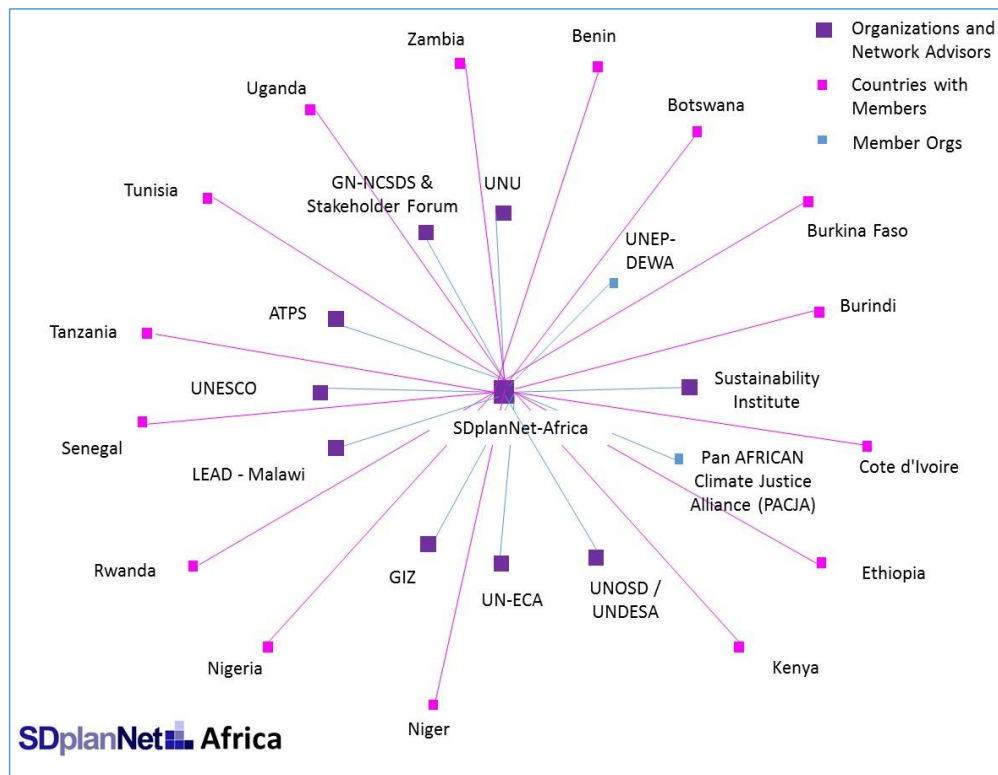 Zambia
Benin
Organizations and
Network Advisors
Countries with
Members
Member Orgs
Uganda
Botswana
Tunisia
GN-NCSDS &
Stakeholder Forum
UNU
UNEP-
DEWA
Burkina Faso
ATPS
Burindi
Tanzania
UNESCO
Sustainability
Institute
SDplanNet-Africa
Senegal
LEAD - Malawi
Pan AFRICAN
Climate Justice
Alliance (PACJA)
Cote d'Ivoire
Rwanda
GIZ
UN-ECA
UNOSD /
UNDESA
Ethiopia
Nigeria
Kenya
Niger
SDplanNet Africa